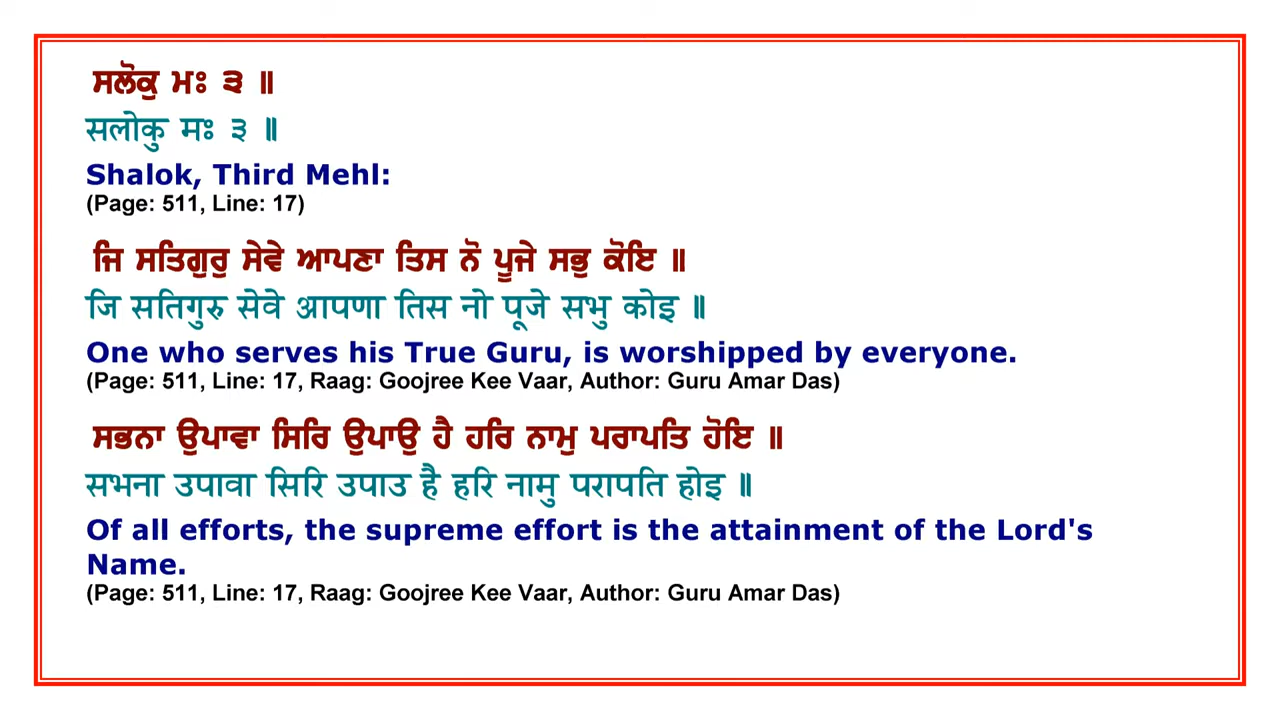 ਸਲੋਕੁ ਮਃ ੩ ॥
सलोकु मः ३ ॥
Shalok, Third Mehl:
(Page: 511, Line: 17)
ਜਿ ਸਤਿਗੁਰੁ ਸੇਵੇ ਆਪਣਾ ਤਿਸ ਨੋ ਪੂਜੇ ਸਭੁ ਕੋਇ ॥
जि सतिगुरु सेवे आपणा तिस नो पूजे सभु कोइ ॥
One who serves his True Guru, is worshipped by everyone.
(Page: 511, Line: 17, Raag: Goojree Kee Vaar, Author: Guru Amar Das)
ਸਭਨਾ ਉਪਾਵਾ ਸਿਰਿ ਉਪਾਉ ਹੈ ਹਰਿ ਨਾਮੁ ਪਰਾਪਤਿ ਹੋਇ ॥
सभना उपावा सिरि उपाउ है हरि नामु परापति होइ ॥
Of all efforts, the supreme effort is the attainment of the Lord's
Name.
(Page: 511, Line: 17, Raag: Goojree Kee Vaar, Author: Guru Amar Das)